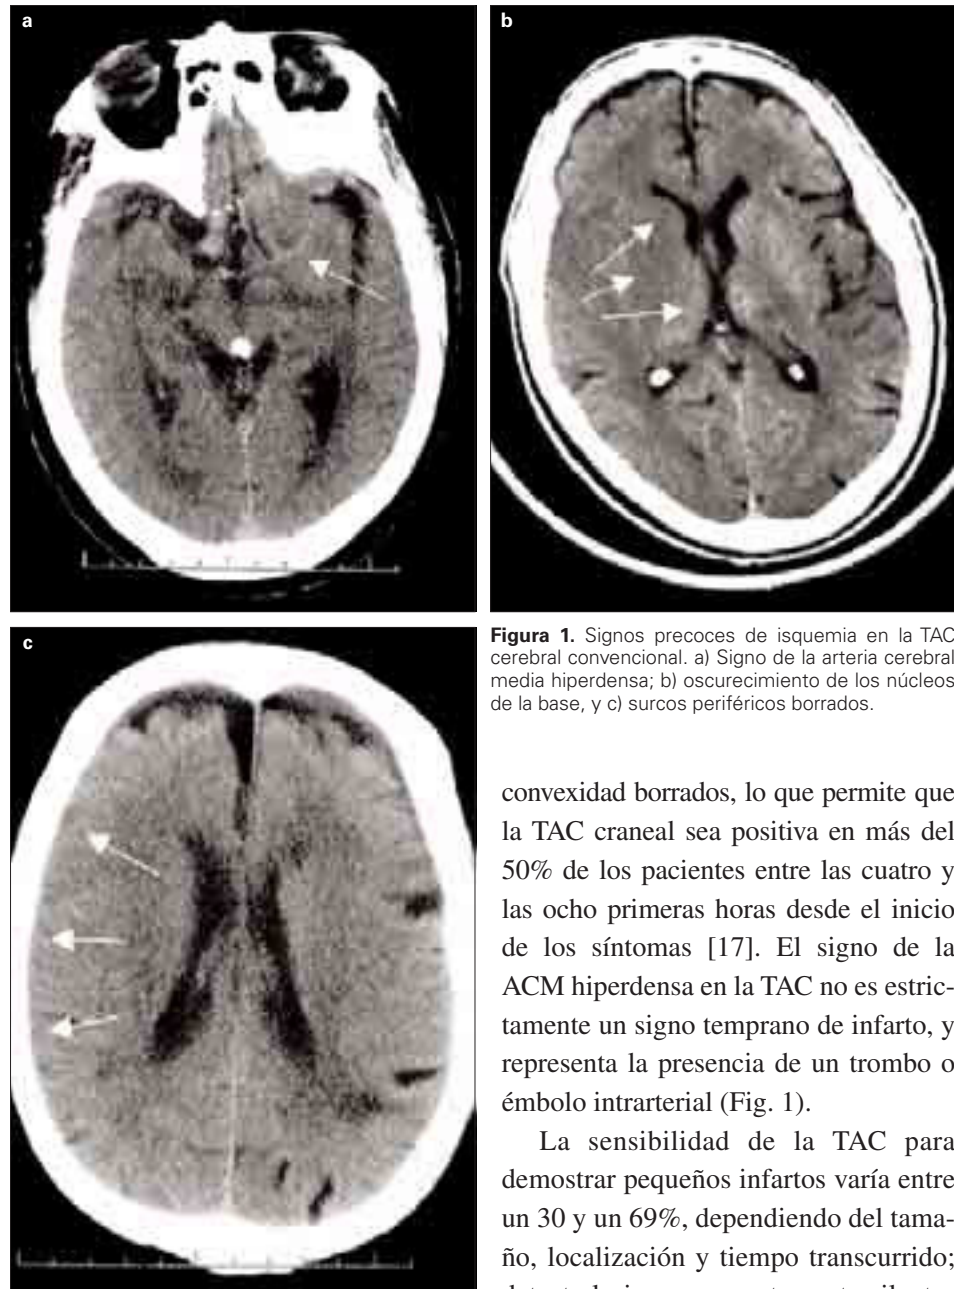 a
b
c
Figura 1. Signos precoces de isquemia en la TAC
cerebral convencional. a) Signo de la arteria cerebral
media hiperdensa; b) oscurecimiento de los núcleos
de la base, y c) surcos periféricos borrados.
convexidad borrados, lo que permite que
la TAC craneal sea positiva en más del
50% de los pacientes entre las cuatro y
las ocho primeras horas desde el inicio
de los síntomas [17]. El signo de la
ACM hiperdensa en la TAC no es estric-
tamente un signo temprano de infarto, y
representa la presencia de un trombo o
émbolo intrarterial (Fig. 1).
La sensibilidad de la TAC para
demostrar pequeños infartos varía entre
un 30 y un 69%, dependiendo del tama-
ño, localización y tiempo transcurrido;